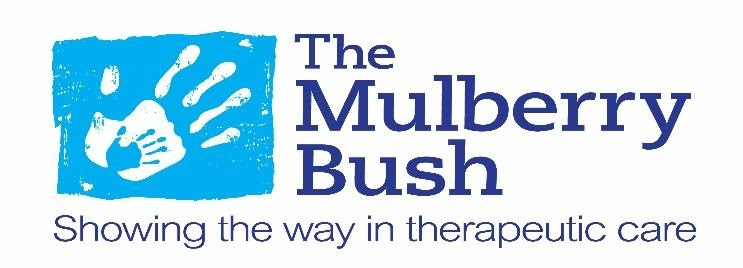 The
Mulberry
Bush
Showing the way in therapeutic care